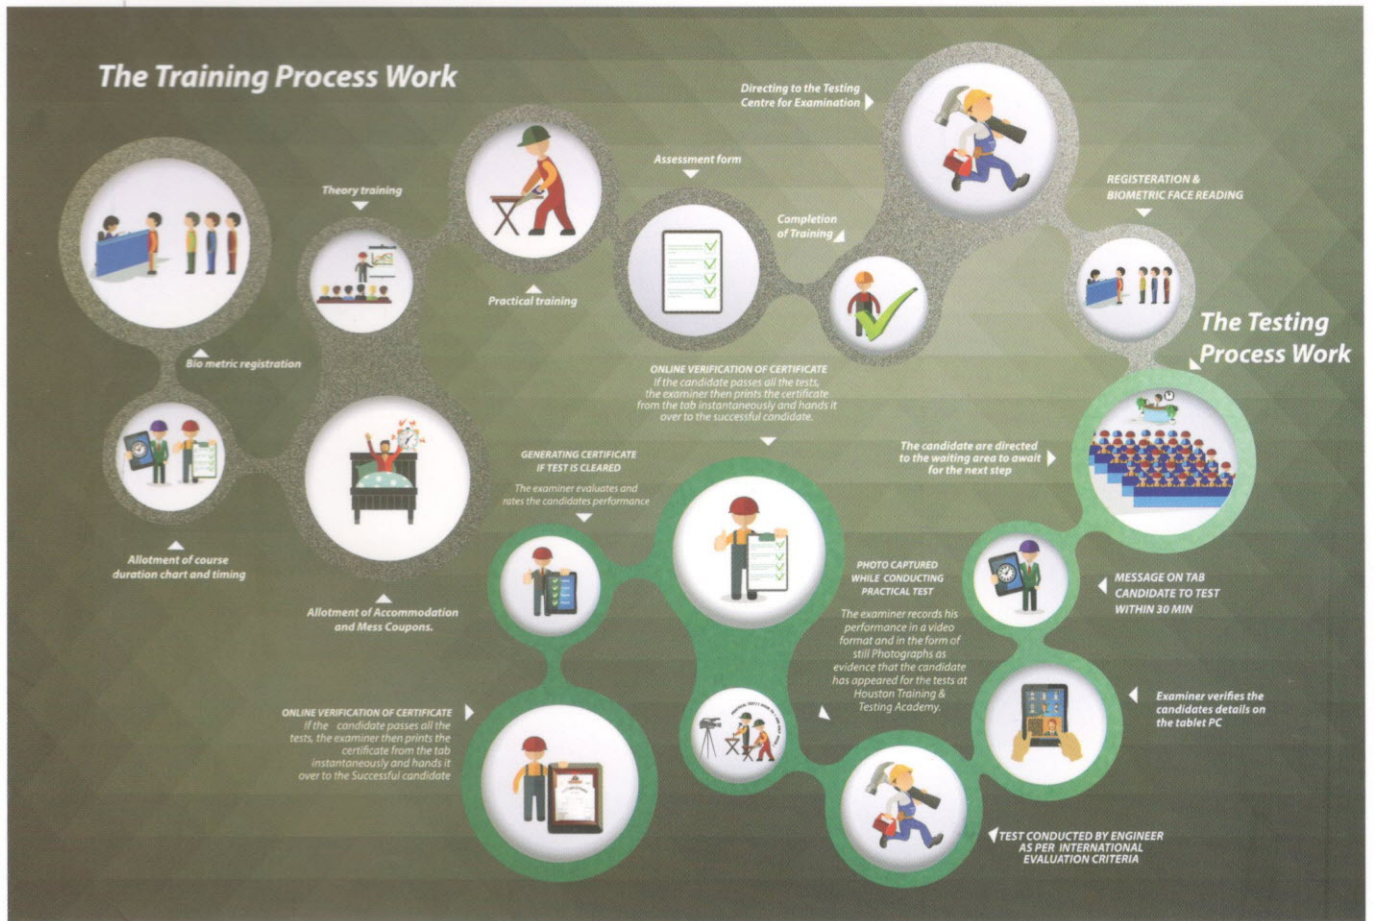 The Training Process Work
Bio metric registration
Allotment of course
duration chart and timing
Allotment of Accommodation
and Mess Coupons.
Theory training
Practical training
Assessment form
Completion
of Training
Directing to the Testing
Centre for Examination
REGISTERATION &
BIOMETRIC FACE READING
The Testing
Process Work
The candidate are directed
to the waiting area to await
for the next step
MESSAGE ON TAB
CANDIDATE TO TEST
WITHIN 30 MIN
Examiner verifies the
candidates details on
the tablet PC
TEST CONDUCTED BY ENGINEER
AS PER INTERNATIONAL
EVALUATION CRITERIA
PHOTO CAPTURED
WHILE CONDUCTING
PRACTICAL TEST
The examiner records his
performance in a video
format and in the form of
still Photographs as
evidence that the candidate
has appeared for the tests at
Houston Training &
Testing Academy.
ONLINE VERIFICATION OF CERTIFICATE
If the candidate passes all the tests,
the examiner then prints the certificate
from the tab instantaneously and hands it
over to the successful candidate.
GENERATING CERTIFICATE
IF TEST IS CLEARED
The examiner evaluates and
rates the candidates performance
ONLINE VERIFICATION OF CERTIFICATE
If the candidate passes all the
tests, the examiner then prints the
certificate from the tab
instantaneously and hands it
over to the Successful candidate